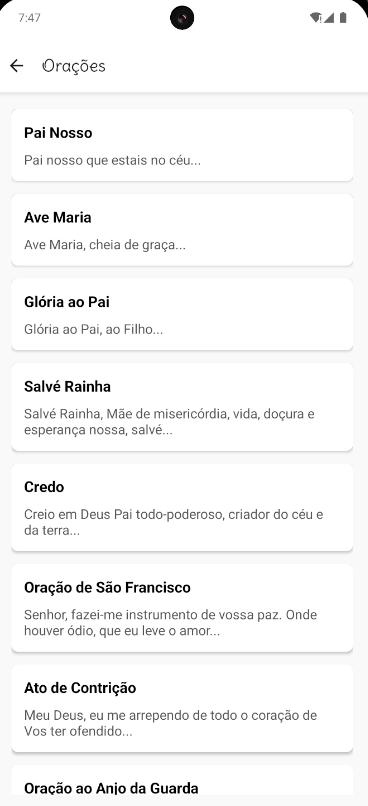 7:47
Orações
Pai Nosso
Pai nosso que estais no céu...
Ave Maria
Ave Maria, cheia de graça...
Glória ao Pai
Glória ao Pai, ao Filho...
Salvé Rainha
Salvé Rainha, Mãe de misericórdia, vida, doçura e
esperança nossa, salvé...
Credo
Creio em Deus Pai todo-poderoso, criador do céu e
da terra...
Oração de São Francisco
Senhor, fazei-me instrumento de vossa paz. Onde
houver ódio, que eu leve o amor...
Ato de Contrição
Meu Deus, eu me arrependo de todo o coração de
Vos ter ofendido...
Oração ao Anjo da Guarda